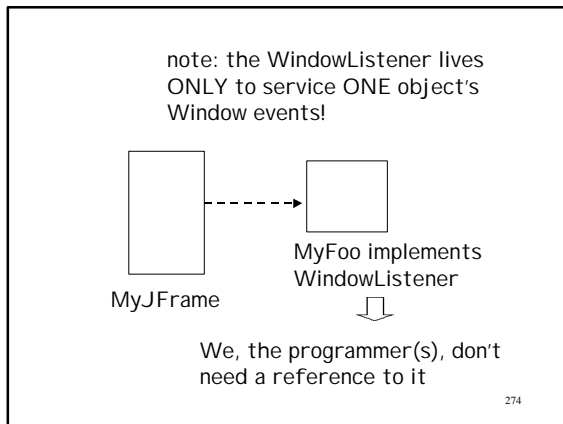 note: the WindowListener lives
ONLY to service ONE object's
Window events!
MyFoo implements
WindowListener
MyJFrame
We, the programmer(s), don't
need a reference to it
274